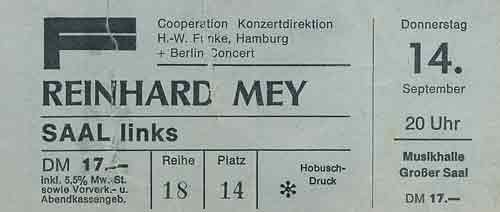 Cooperation Konzertdirektion
H.-W. Funke, Hamburg
+ Berlin Concert
REINHARD MEY
SAAL links
DM 17.—
inkl. 5,5% Mw. St.
sowie Vorverk.- u.
Abendkassengeb.
Reihe
18
Platz
14
Hobusch-
Druck
*
Donnerstag
14.
September
20 Uhr
Musikhalle
Großer Saal
DM 17.—